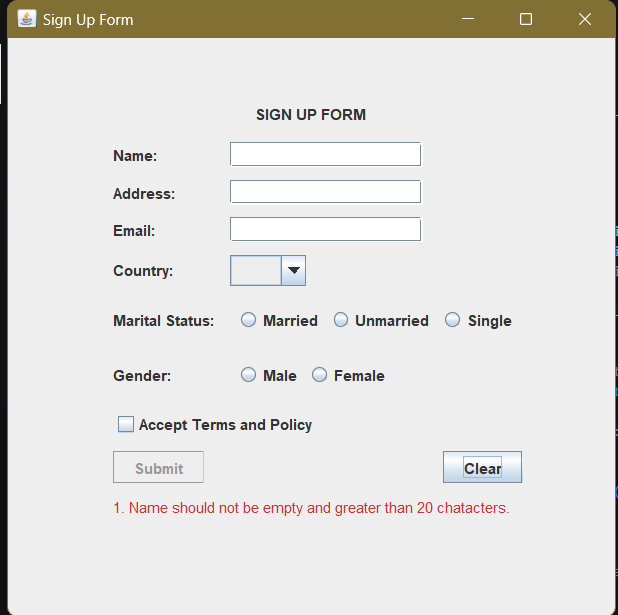 Sign Up Form
SIGN UP FORM
Name:
Address:
Email:
Country:
Marital Status: Married Unmarried Single
Gender: Male Female
Accept Terms and Policy
Submit Clear
1. Name should not be empty and greater than 20 chatacters.